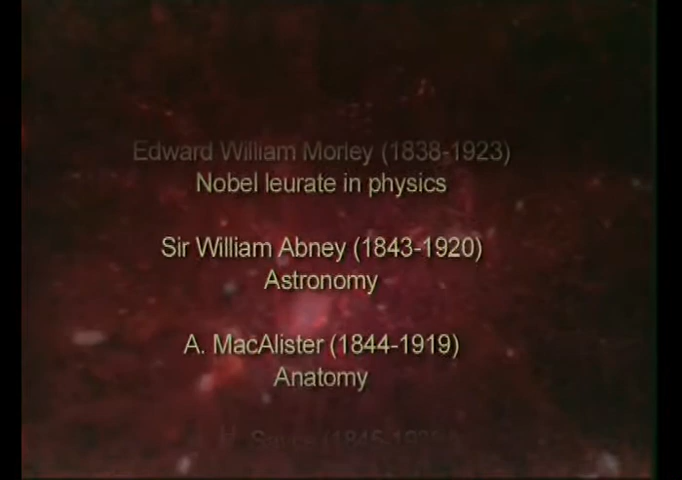 Edward William Morley (1838-1923)
Nobel leurate in physics
Sir William Abney (1843-1920)
Astronomy
A. MacAlister (1844-1919)
Anatomy